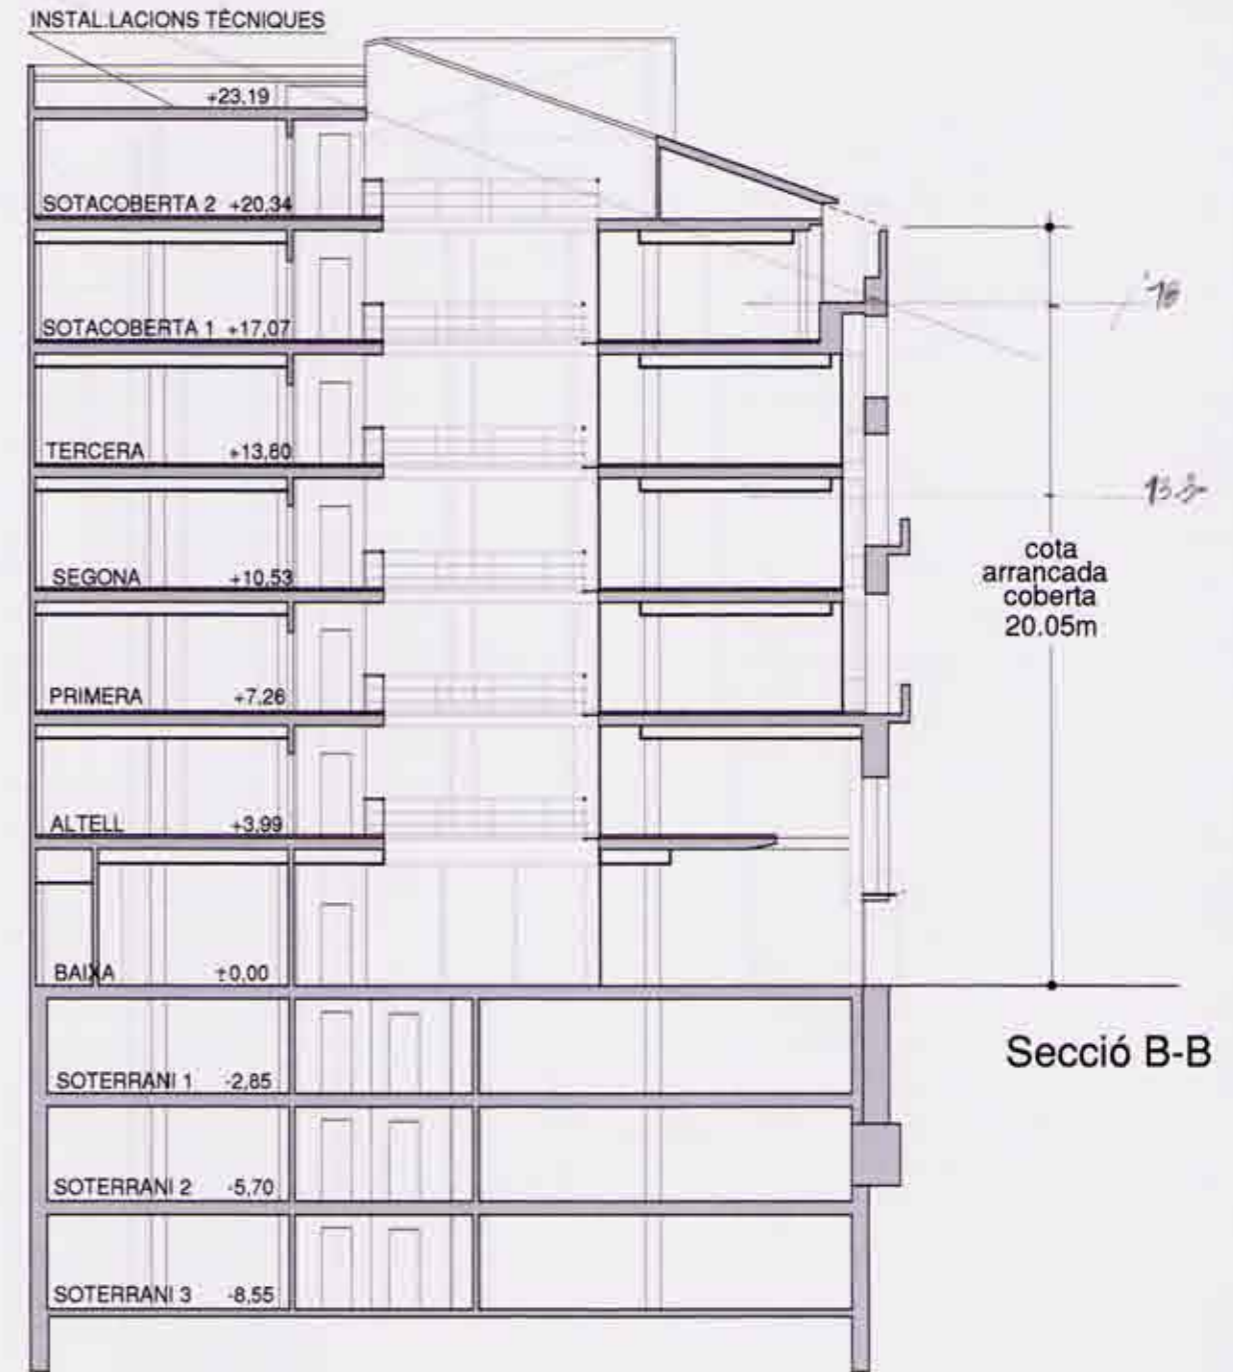 INSTAL.LACIONS TÈCNIQUES
+23,19
SOTACOBERTA 2 +20,34
SOTACOBERTA 1 +17,07
TERCERA +13,80
SEGONA +10,53
PRIMERA +7,26
ALTELL +3,99
BAIXA ±0,00
SOTERRANI 1 -2,85
SOTERRANI 2 -5,70
SOTERRANI 3 -8,55
cota
arrancada
coberta
20.05m
Secció B-B